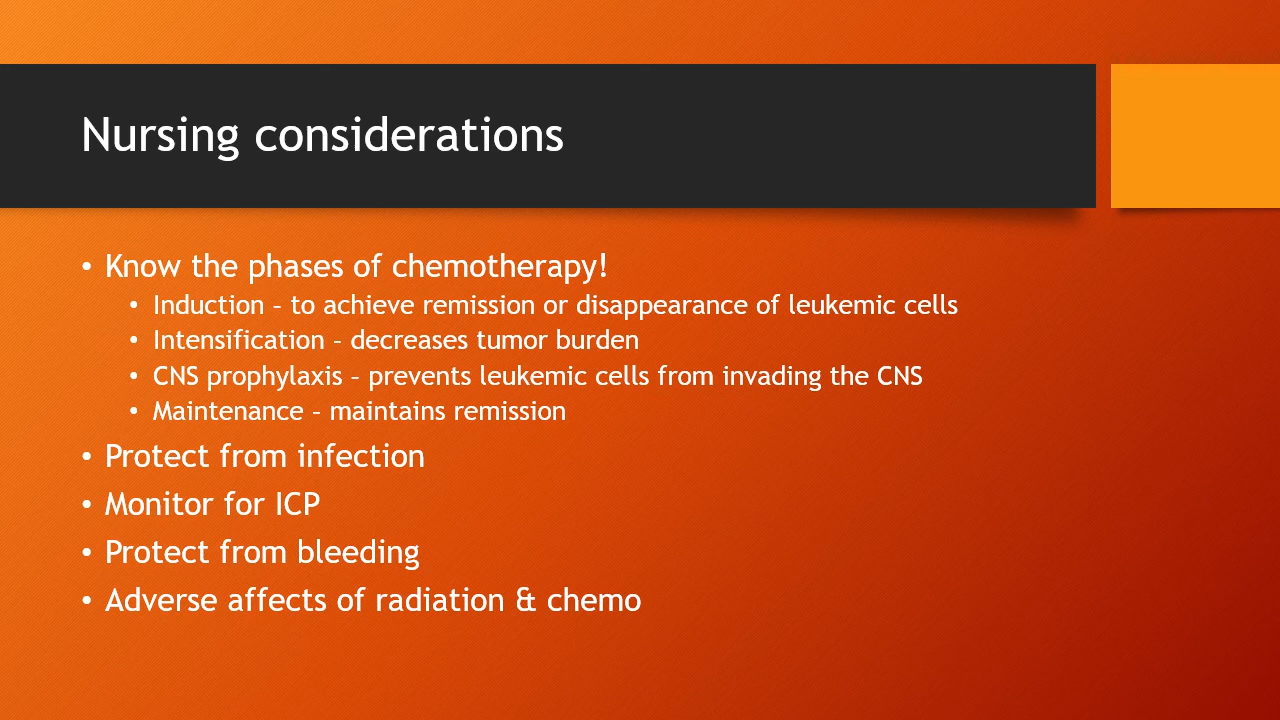 Nursing considerations
• Know the phases of chemotherapy!
• Induction – to achieve remission or disappearance of leukemic cells
• Intensification – decreases tumor burden
• CNS prophylaxis – prevents leukemic cells from invading the CNS
• Maintenance – maintains remission
• Protect from infection
• Monitor for ICP
• Protect from bleeding
• Adverse affects of radiation & chemo